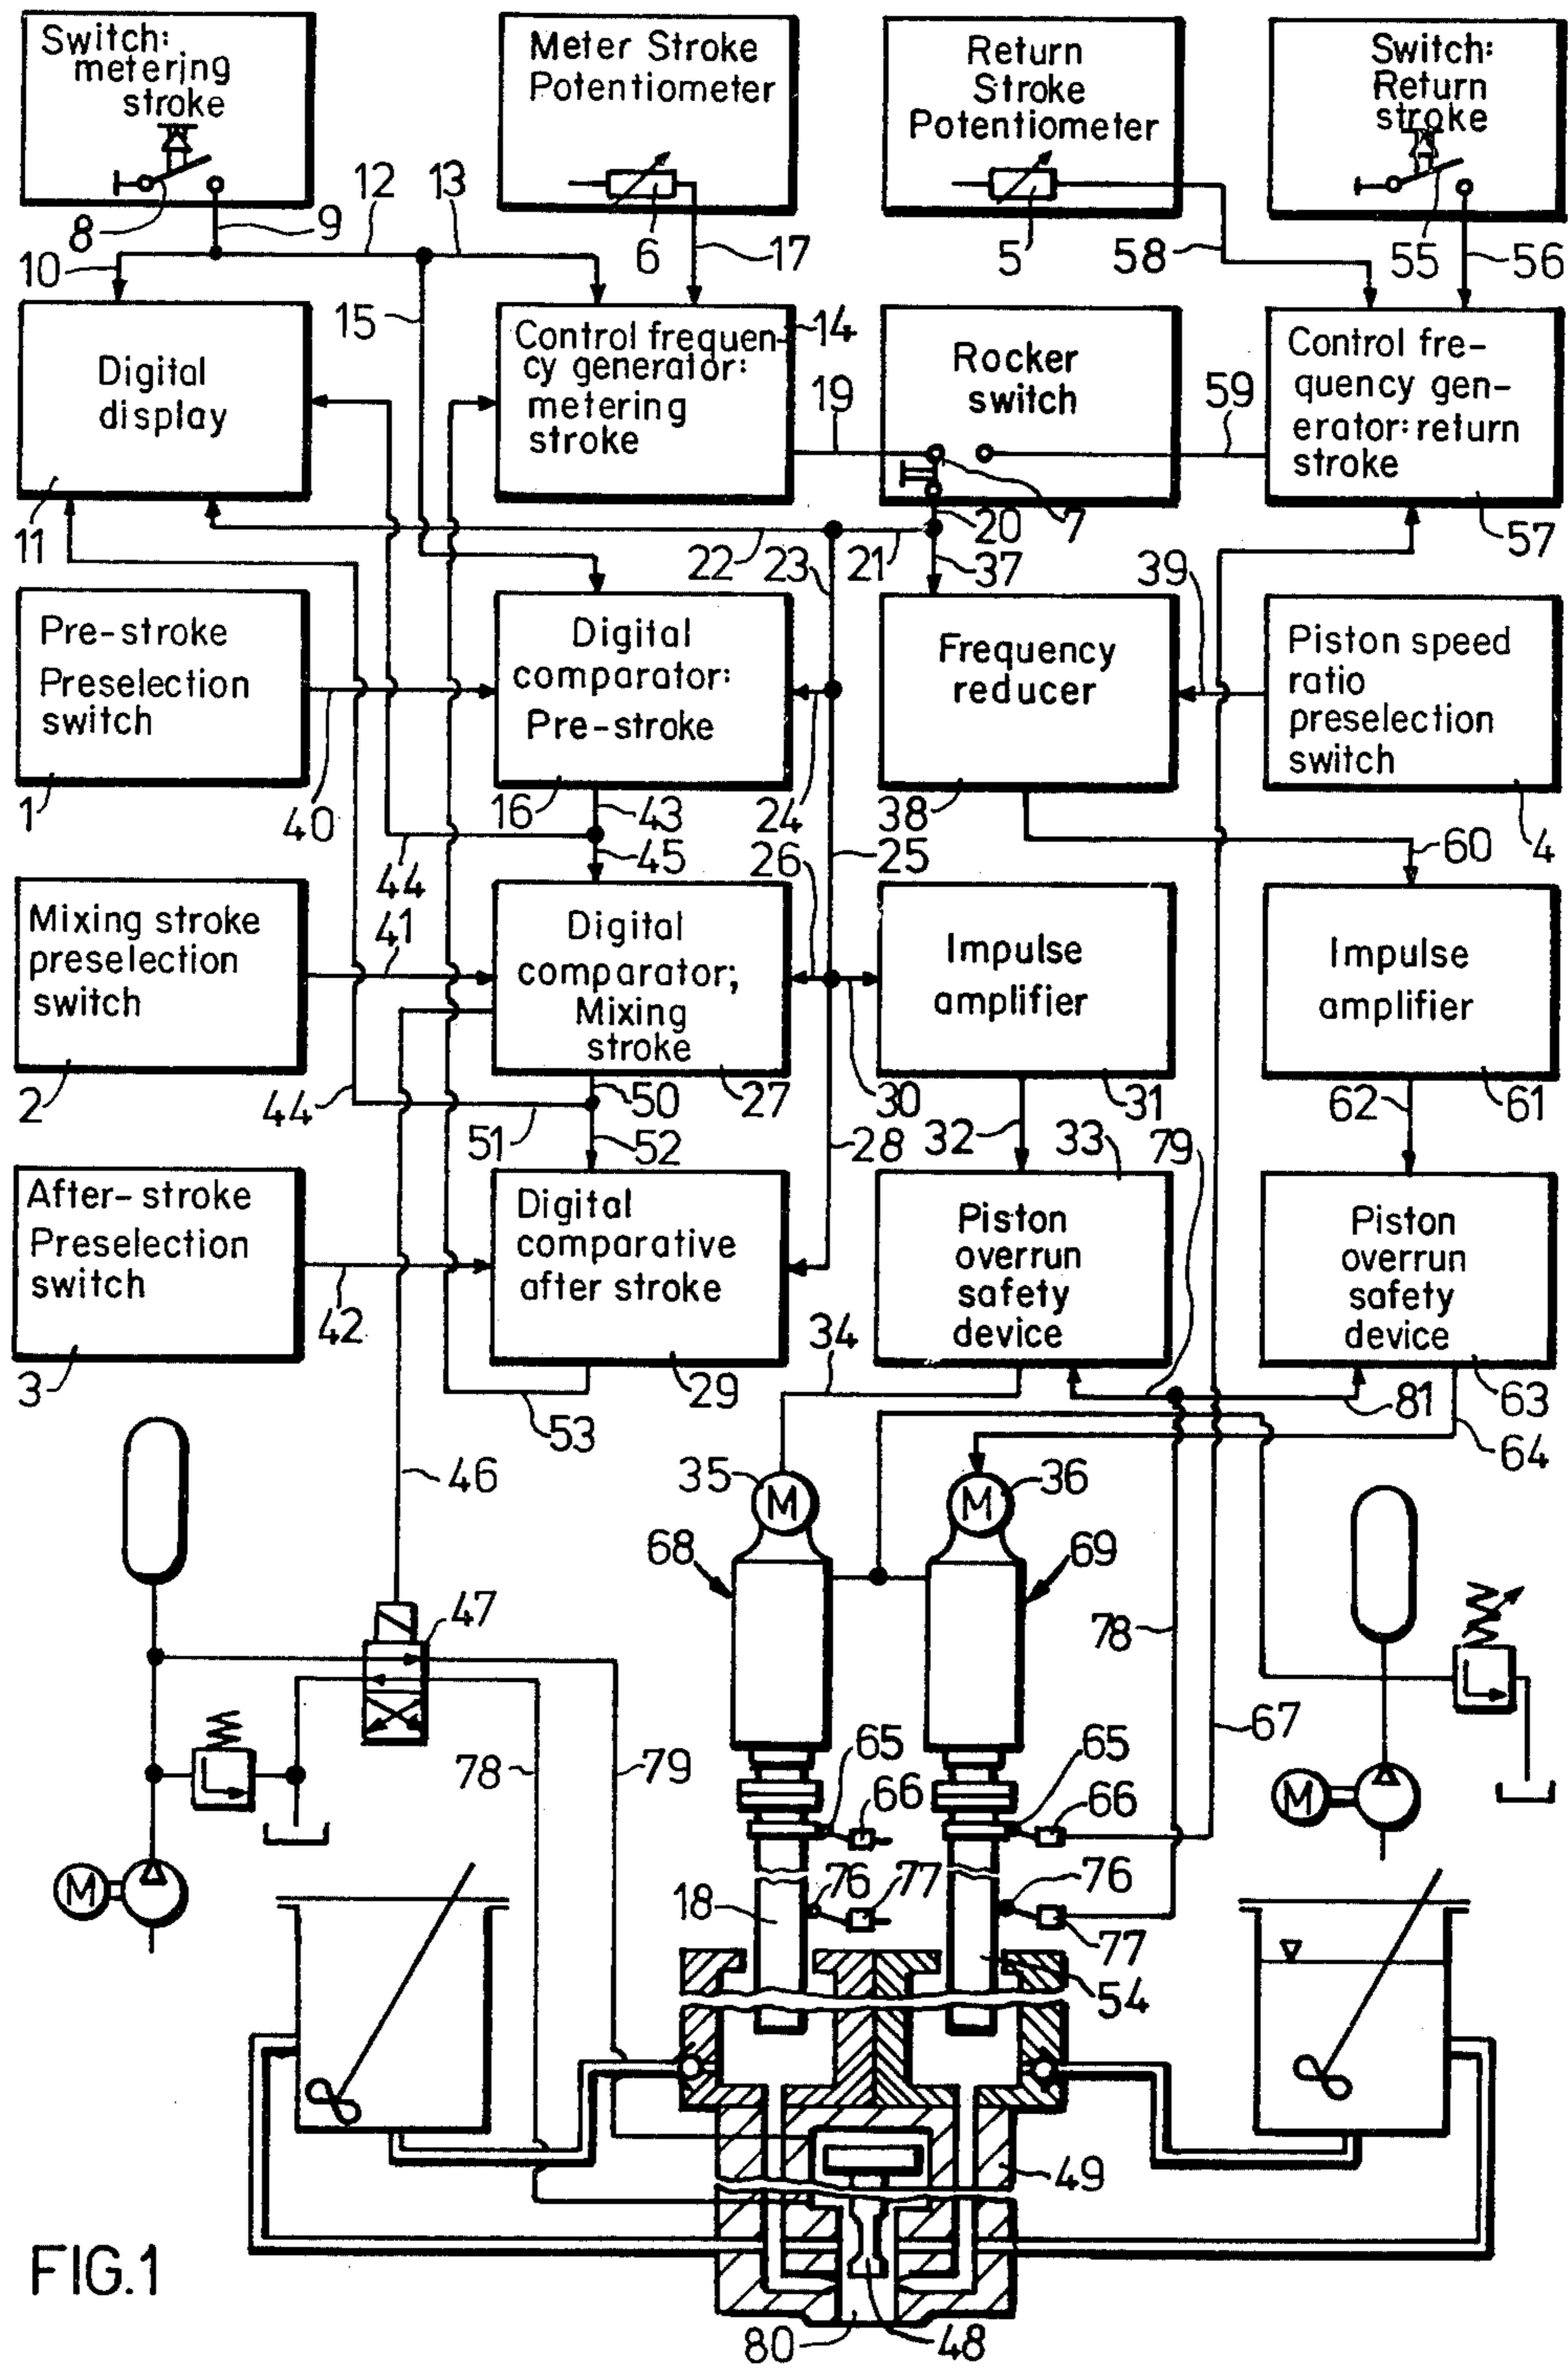 Switch:
metering
stroke
8
9
Meter Stroke
Potentiometer
6
17
Return
Stroke
Potentiometer
5
58
Switch:
Return
stroke
55
56
10
12
13
15
Digital
display
11
Control frequen-
cy generator:
metering
stroke
14
19
Rocker
switch
7
20
59
Control fre-
quency gen-
erator: return
stroke
57
22
23
21
37
39
Pre-stroke
Preselection
switch
1
40
Digital
comparator:
Pre-stroke
16
43
24
Frequency
reducer
38
Piston speed
ratio
preselection
switch
4
44
45
26
25
60
Mixing stroke
preselection
switch
2
41
Digital
comparator;
Mixing
stroke
27
Impulse
amplifier
31
Impulse
amplifier
61
44
51
50
52
30
28
32
33
79
62
After-stroke
Preselection
switch
3
42
Digital
comparative
after stroke
29
53
Piston
overrun
safety
device
34
Piston
overrun
safety
device
63
81
64
46
35
M
M
36
68
69
47
78
67
78
79
65
66
65
66
M
M
18
76
77
76
77
54
49
FIG.1
80
48